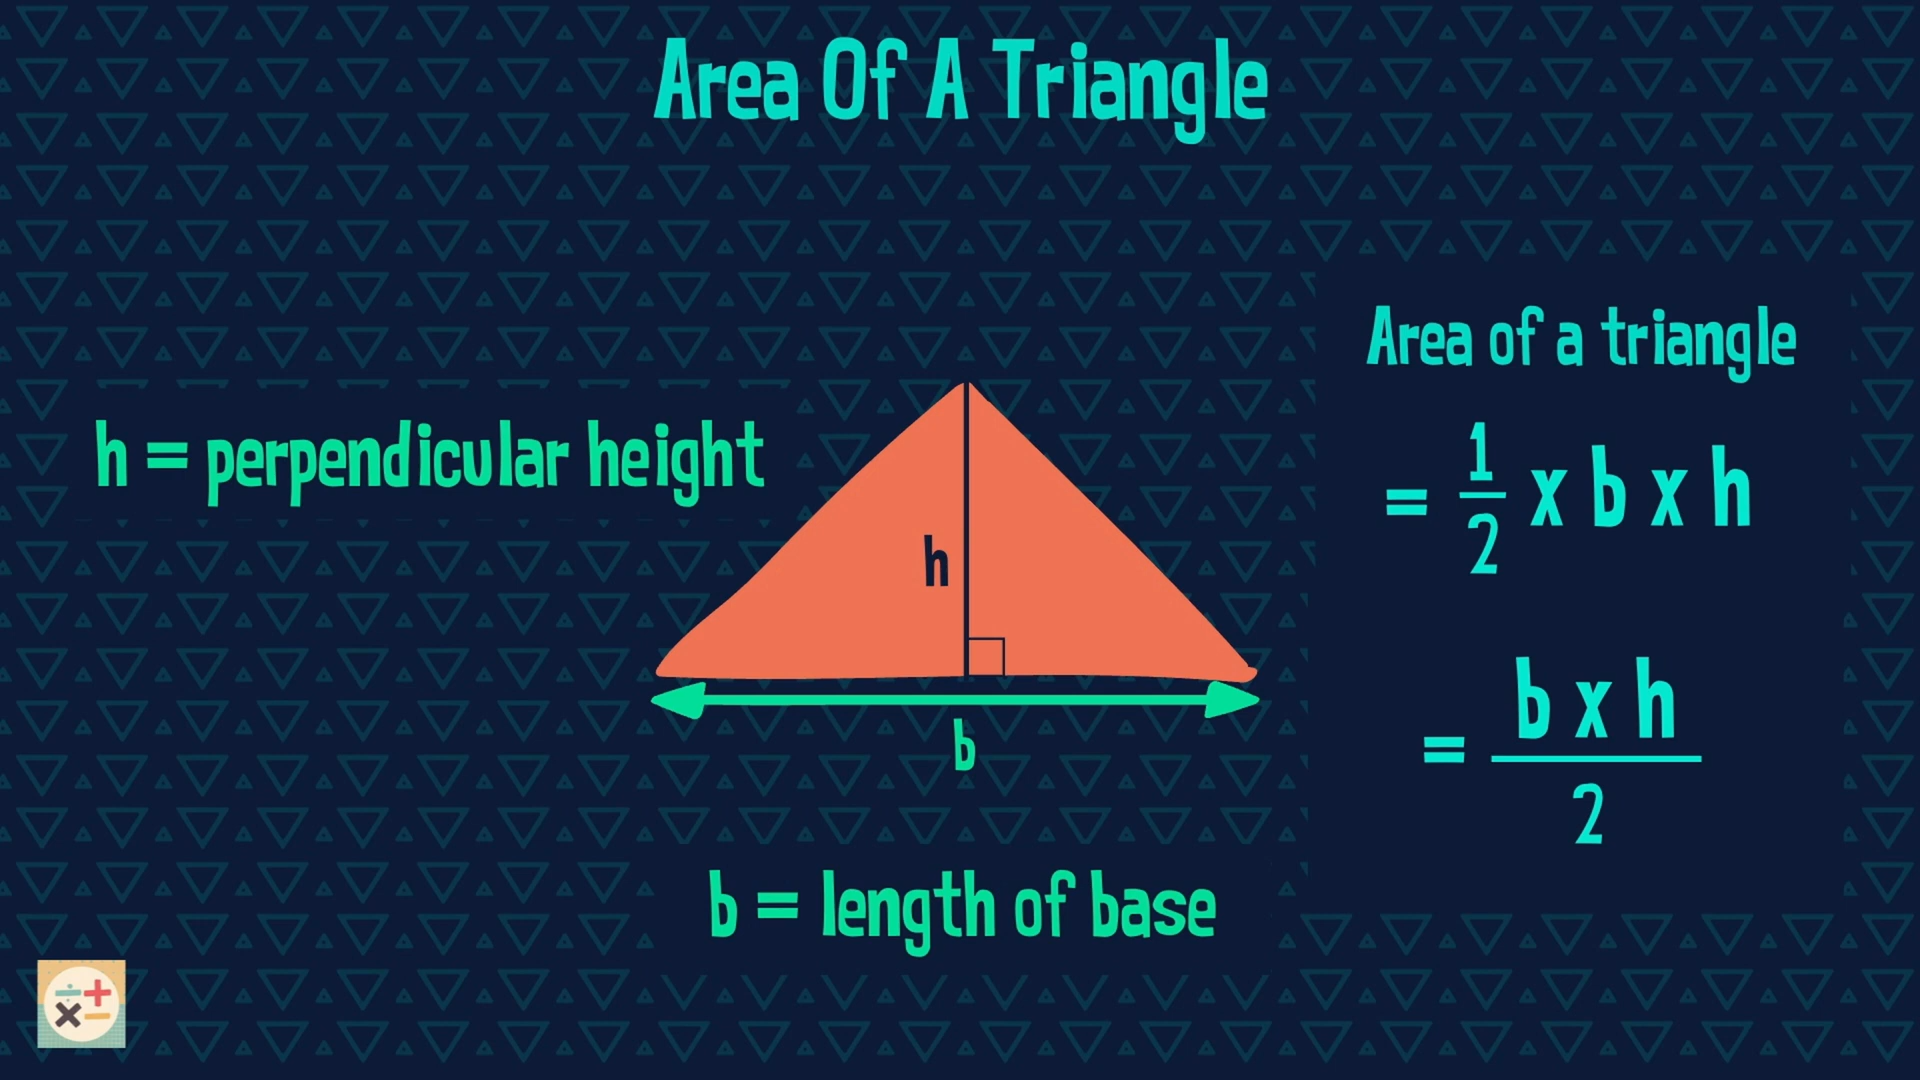 Area Of A Triangle
h = perpendicular height
h
b
b = length of base
Area of a triangle
= 1/2 x b x h
= b x h
2